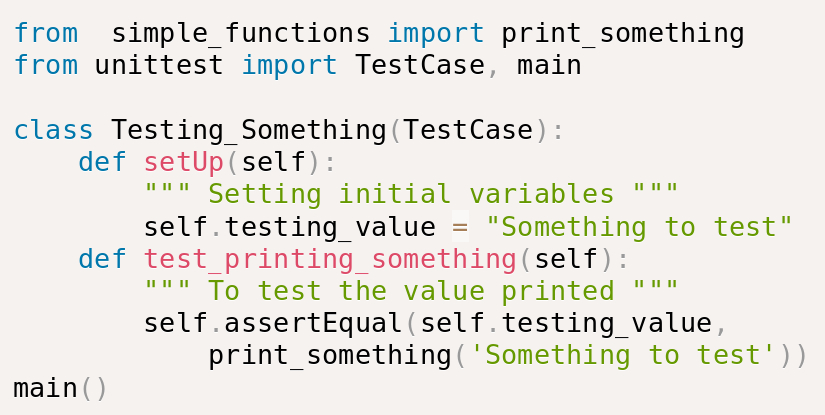 from  simple_functions import print_something
from unittest import TestCase, main

class Testing_Something(TestCase):
    def setUp(self):
        """ Setting initial variables """
        self.testing_value = "Something to test"
    def test_printing_something(self):
        """ To test the value printed """
        self.assertEqual(self.testing_value,
            print_something('Something to test'))
main()